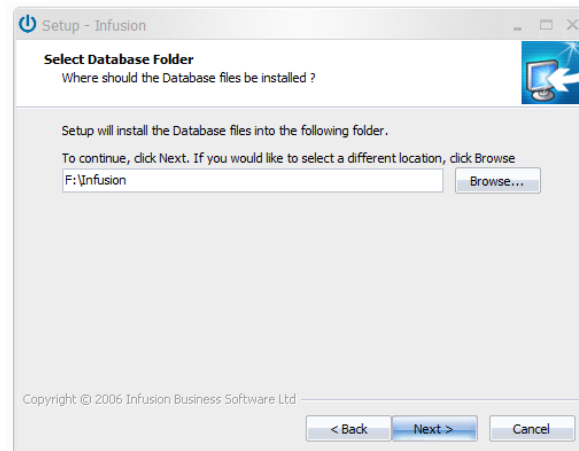 Setup - Infusion
Select Database Folder
Where should the Database files be installed ?
Setup will install the Database files into the following folder.
To continue, click Next. If you would like to select a different location, click Browse
F:\Infusion
Browse...
Copyright © 2006 Infusion Business Software Ltd
< Back
Next >
Cancel